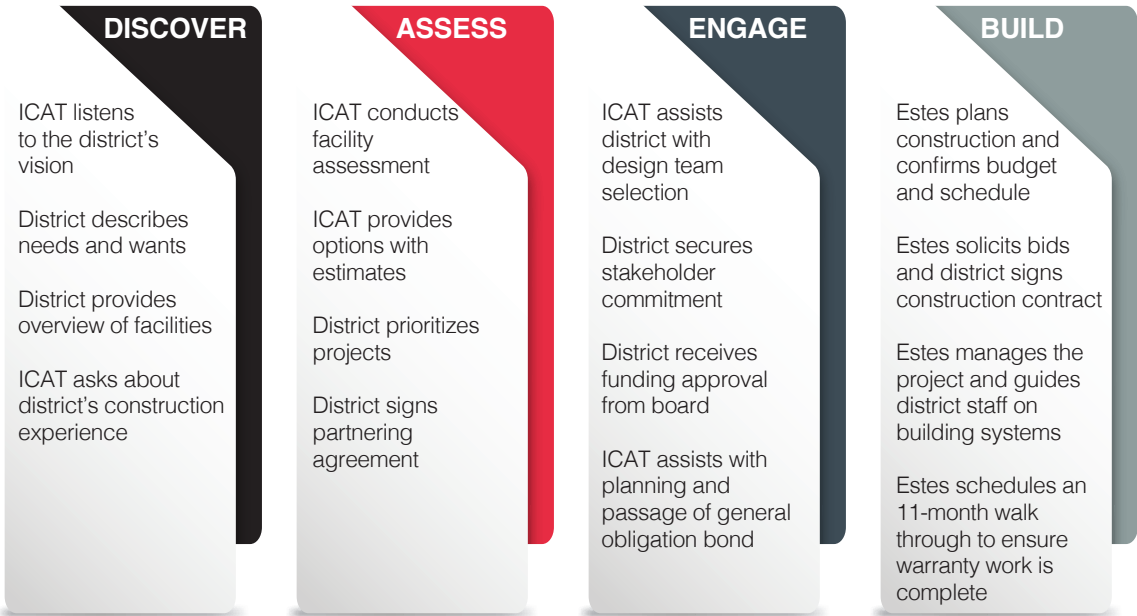 DISCOVER
ICAT listens
to the district's
vision
District describes
needs and wants
District provides
overview of facilities
ICAT asks about
district's construction
experience
ASSESS
ICAT conducts
facility
assessment
ICAT provides
options with
estimates
District prioritizes
projects
District signs
partnering
agreement
ENGAGE
ICAT assists
district with
design team
selection
District secures
stakeholder
commitment
District receives
funding approval
from board
ICAT assists with
planning and
passage of general
obligation bond
BUILD
Estes plans
construction and
confirms budget
and schedule
Estes solicits bids
and district signs
construction contract
Estes manages the
project and guides
district staff on
building systems
Estes schedules an
11-month walk
through to ensure
warranty work is
complete